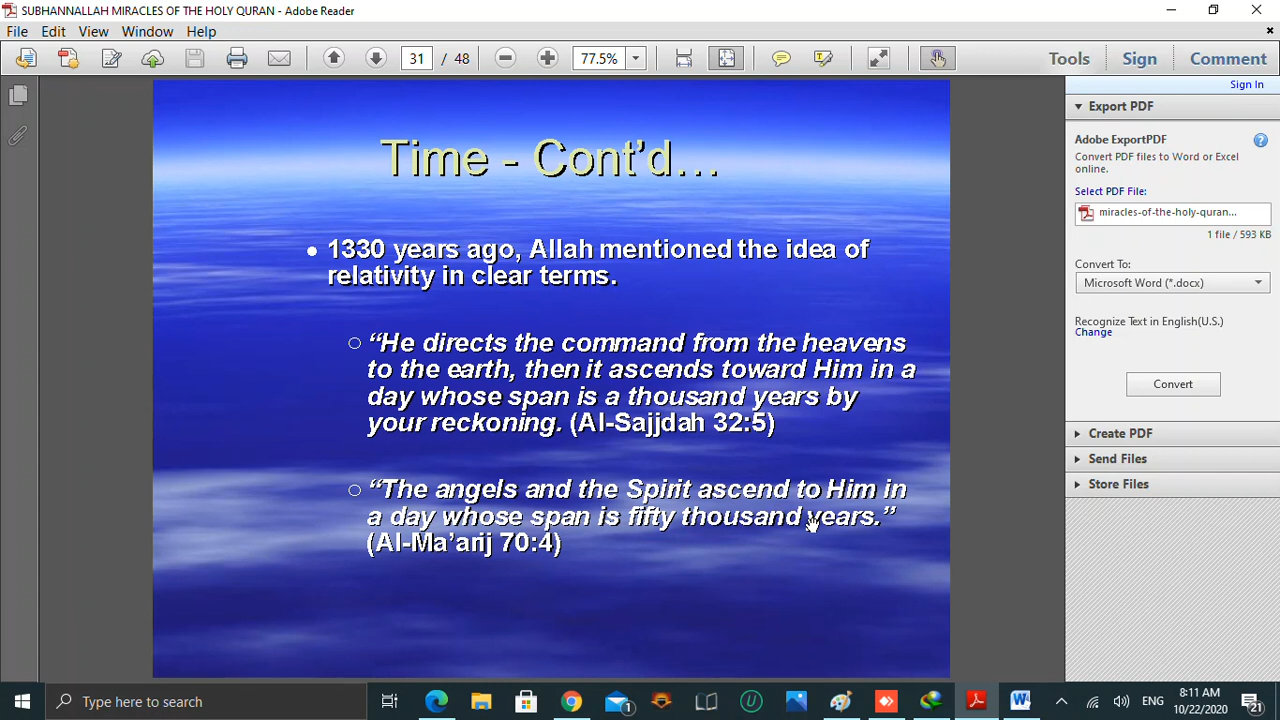 SUBHANNALLAH MIRACLES OF THE HOLY QURAN - Adobe Reader
File Edit View Window Help
31 / 48 77.5% Tools Sign Comment
Sign In
Export PDF
Adobe ExportPDF
Convert PDF files to Word or Excel
online.
Select PDF File:
miracles-of-the-holy-quran...
1 file / 593 KB
Convert To:
Microsoft Word (*.docx)
Recognize Text in English(U.S.)
Change
Convert
Create PDF
Send Files
Store Files
Time - Cont’d…
• 1330 years ago, Allah mentioned the idea of
relativity in clear terms.
○ “He directs the command from the heavens
to the earth, then it ascends toward Him in a
day whose span is a thousand years by
your reckoning. (Al-Sajjdah 32:5)
○ “The angels and the Spirit ascend to Him in
a day whose span is fifty thousand years.”
(Al-Ma’arij 70:4)
Type here to search
1
U
W
ENG
8:11 AM
10/22/2020
21